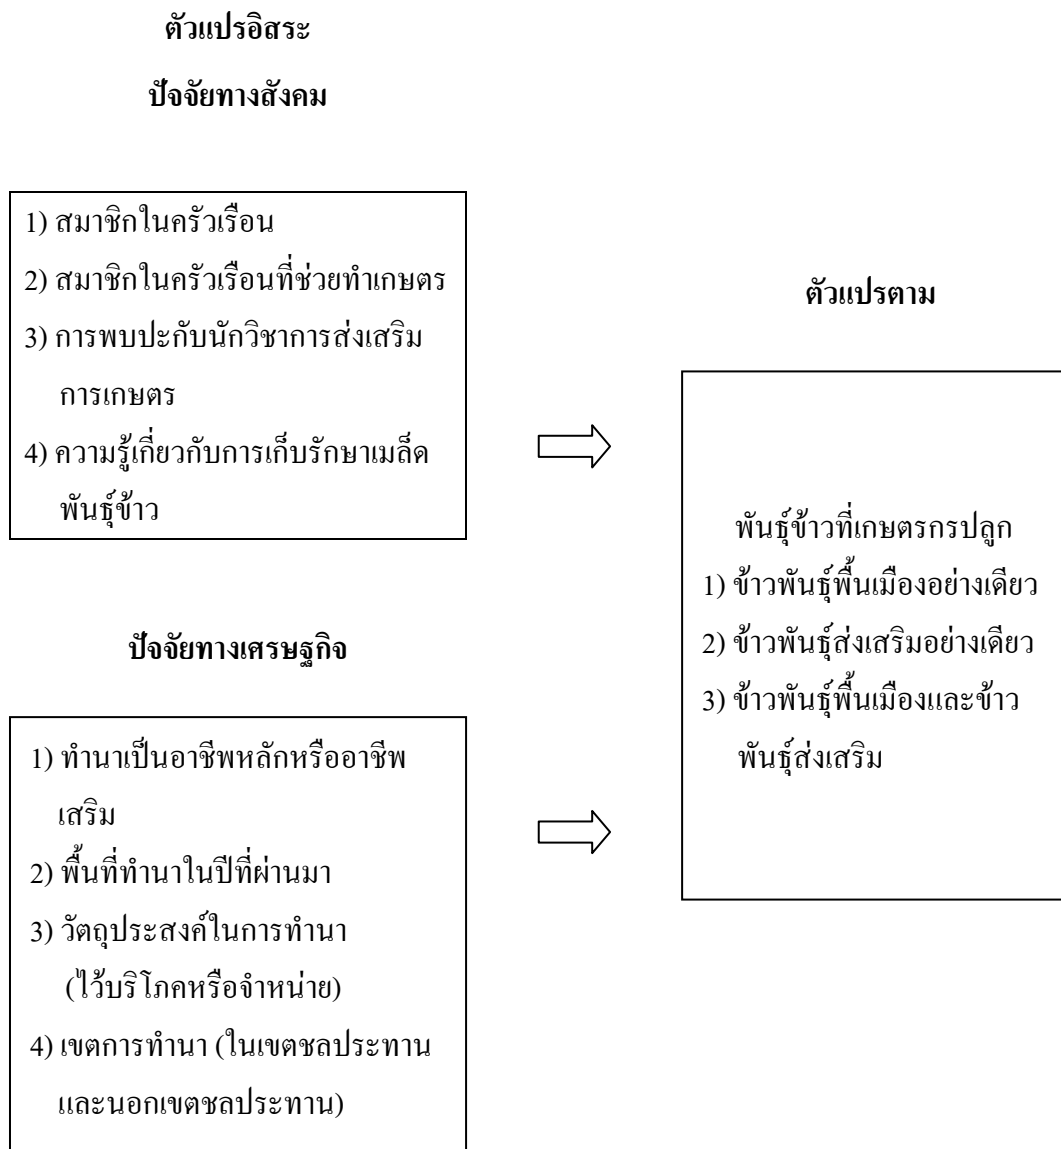 ตัวแปรอิสระ
ปัจจัยทางสังคม
1) สมาชิกในครัวเรือน
2) สมาชิกในครัวเรือนที่ช่วยทำเกษตร
3) การพบปะกับนักวิชาการส่งเสริม
การเกษตร
4) ความรู้เกี่ยวกับการเก็บรักษาเมล็ด
พันธุ์ข้าว
ปัจจัยทางเศรษฐกิจ
1) ทำนาเป็นอาชีพหลักหรืออาชีพ
เสริม
2) พื้นที่ทำนาในปีที่ผ่านมา
3) วัตถุประสงค์ในการทำนา
(ไว้บริโภคหรือจำหน่าย)
4) เขตการทำนา (ในเขตชลประทาน
และนอกเขตชลประทาน)
ตัวแปรตาม
พันธุ์ข้าวที่เกษตรกรปลูก
1) ข้าวพันธุ์พื้นเมืองอย่างเดียว
2) ข้าวพันธุ์ส่งเสริมอย่างเดียว
3) ข้าวพันธุ์พื้นเมืองและข้าว
พันธุ์ส่งเสริม